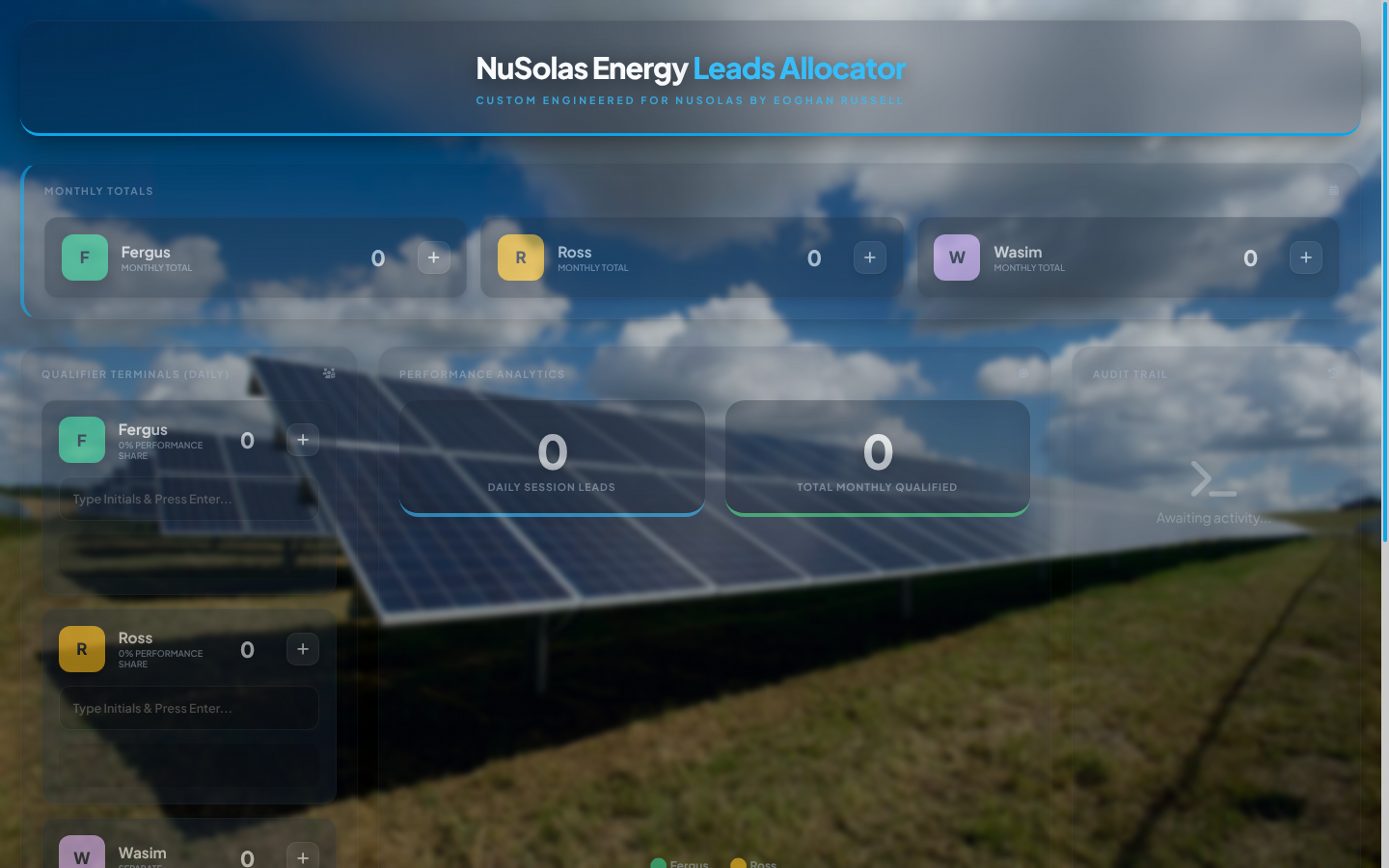 NuSolas Energy Leads Allocator
CUSTOM ENGINEERED FOR NUSOLAS BY EOGHAN RUSSELL
MONTHLY TOTALS
F
Fergus
MONTHLY TOTAL
0
+
R
Ross
MONTHLY TOTAL
0
+
W
Wasim
MONTHLY TOTAL
0
+
QUALIFIER TERMINALS (DAILY)
F
Fergus
0% PERFORMANCE
SHARE
0
+
Type Initials & Press Enter...
R
Ross
0% PERFORMANCE
SHARE
0
+
Type Initials & Press Enter...
W
Wasim
SEPARATE
0
+
PERFORMANCE ANALYTICS
0
DAILY SESSION LEADS
0
TOTAL MONTHLY QUALIFIED
Fergus
Ross
AUDIT TRAIL
Awaiting activity...